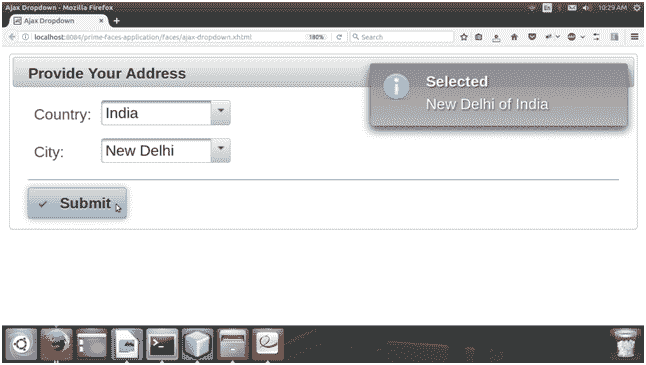 Ajax Dropdown - Mozilla Firefox
En
10:29 AM
Ajax Dropdown
localhost:8084/prime-faces-application/faces/ajax-dropdown.xhtml
180%
Search
Provide Your Address
Selected
New Delhi of India
Country:
India
City:
New Delhi
Submit